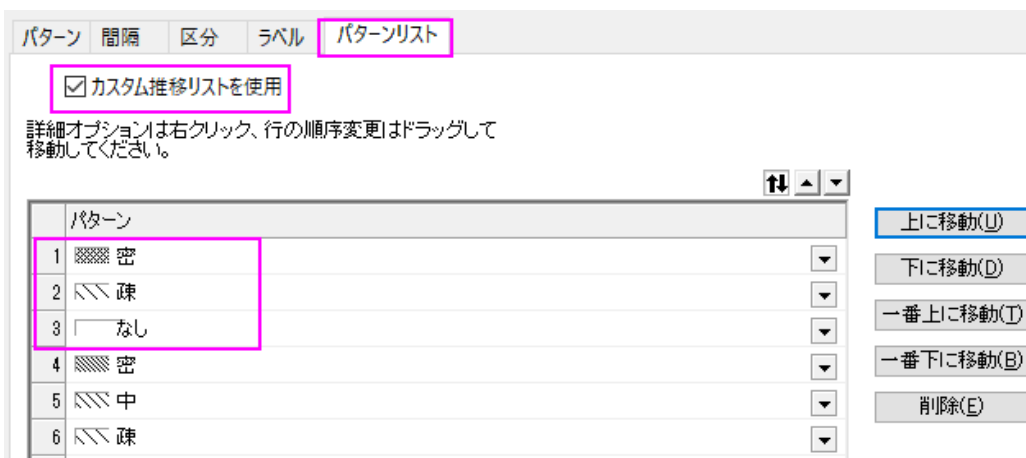 パターン 間隔 区分 ラベル パターンリスト
カスタム推移リストを使用
詳細オプションは右クリック、行の順序変更はドラッグして
移動してください。
パターン
1 密
2 疎
3 なし
4 密
5 中
6 疎
上に移動(U)
下に移動(D)
一番上に移動(T)
一番下に移動(B)
削除(E)